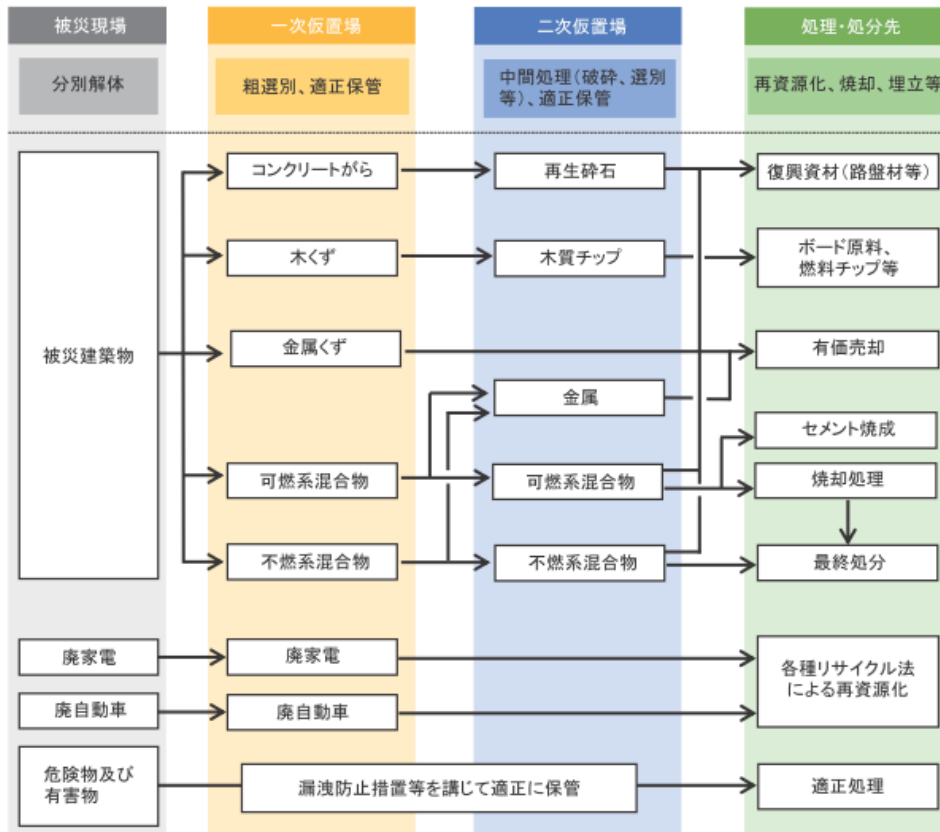 被災現場
一次仮置場
二次仮置場
処理・処分先
分別解体
粗選別、適正保管
中間処理(破砕、選別
等)、適正保管
再資源化、焼却、埋立等
コンクリートがら
再生砕石
復興資材(路盤材等)
木くず
木質チップ
ボード原料、
燃料チップ等
被災建築物
金属くず
有価売却
金属
セメント焼成
可燃系混合物
可燃系混合物
焼却処理
不燃系混合物
不燃系混合物
最終処分
廃家電
廃家電
各種リサイクル法
による再資源化
廃自動車
廃自動車
危険物及び
有害物
漏洩防止措置等を講じて適正に保管
適正処理